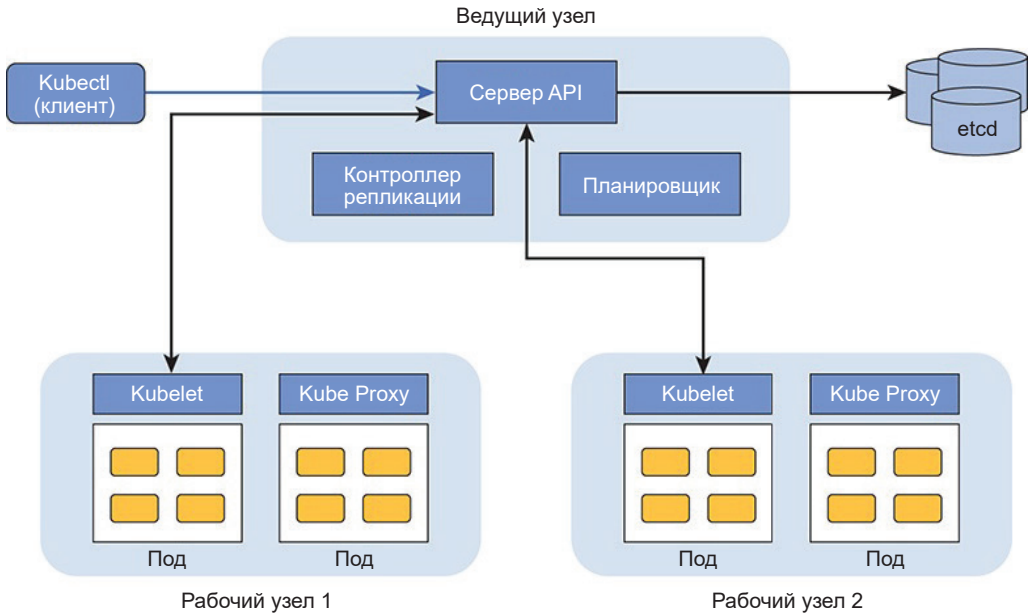 Ведущий узел
Kubectl
(клиент)
Сервер API
etcd
Контроллер
репликации
Планировщик
Kubelet
Kube Proxy
Kubelet
Kube Proxy
Под
Под
Под
Под
Рабочий узел 1
Рабочий узел 2